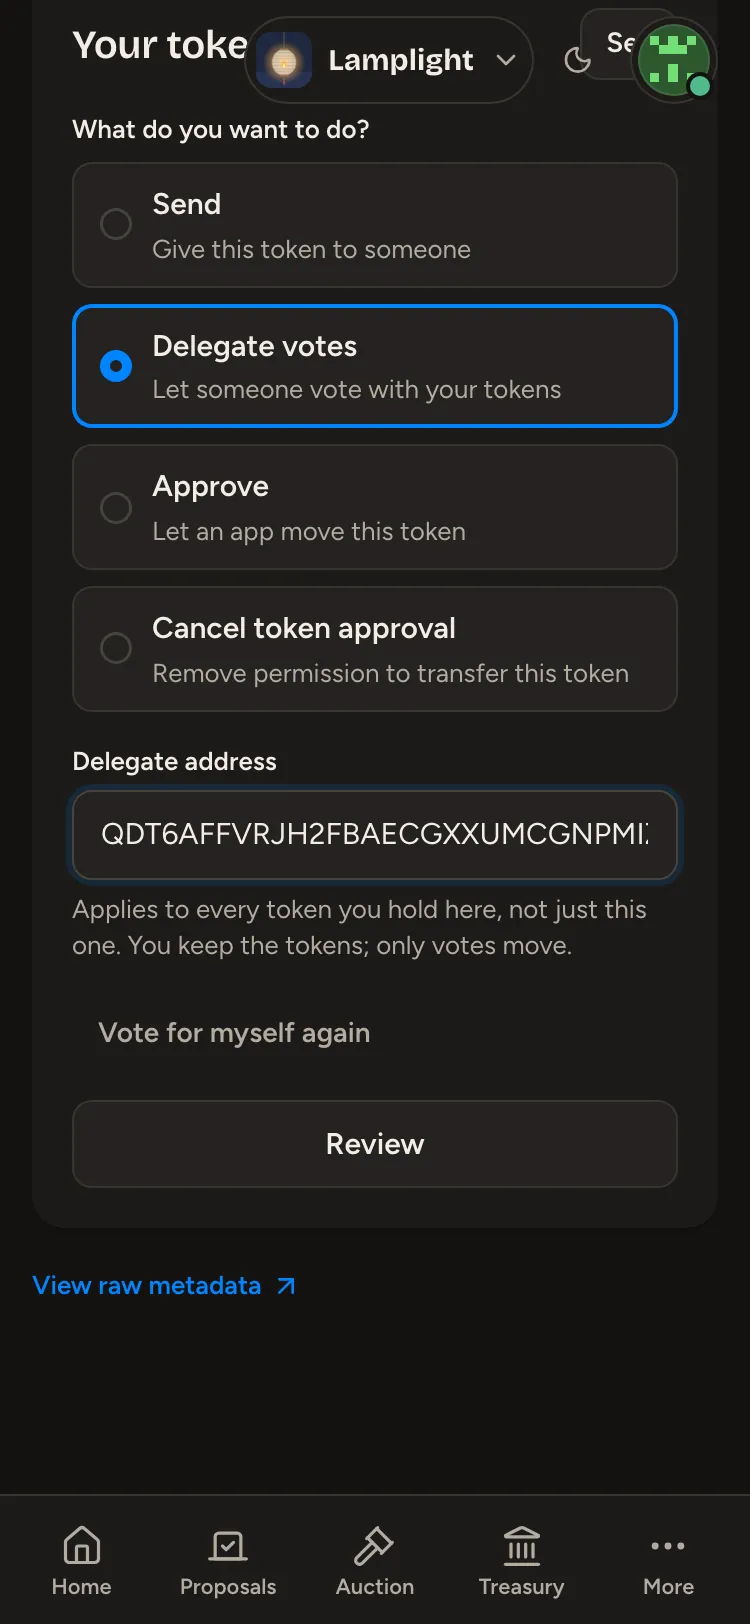 Your toke
Lamplight
Se
What do you want to do?
Send
Give this token to someone
Delegate votes
Let someone vote with your tokens
Approve
Let an app move this token
Cancel token approval
Remove permission to transfer this token
Delegate address
QDT6AFFVRJH2FBAECGXXUMCGNPMI
Applies to every token you hold here, not just this
one. You keep the tokens; only votes move.
Vote for myself again
Review
View raw metadata
Home
Proposals
Auction
Treasury
More